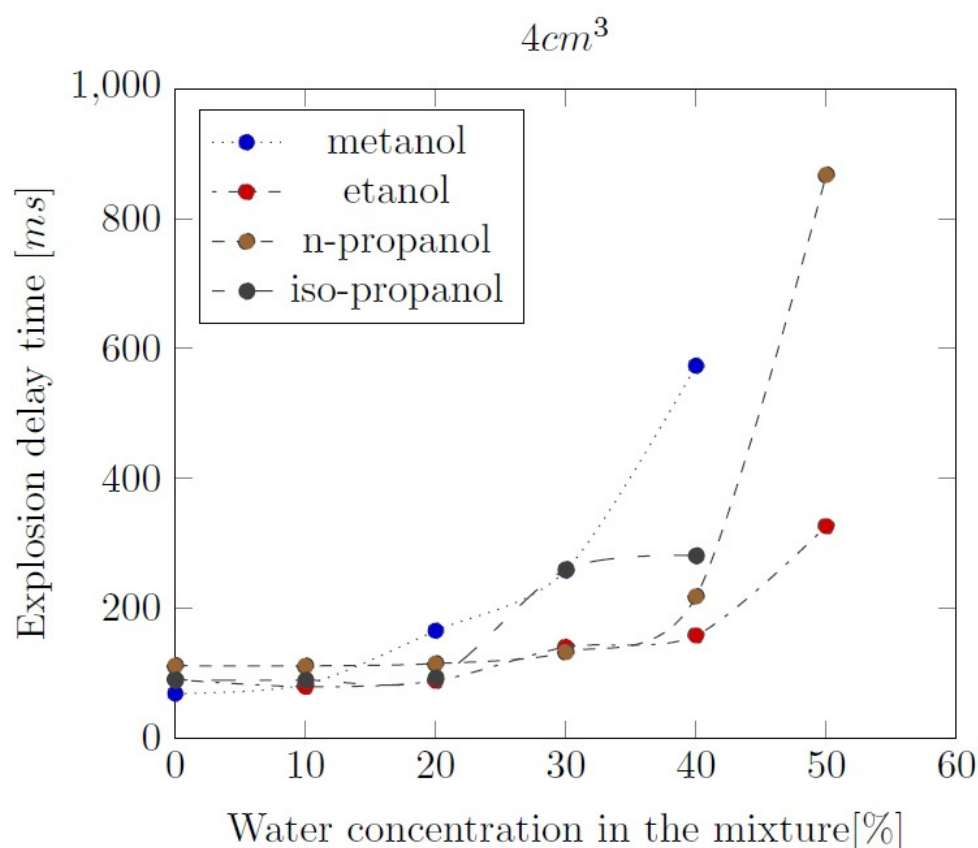 4cm³
1,000
800
600
400
200
0
Explosion delay time [ms]
metanol
etanol
n-propanol
iso-propanol
0 10 20 30 40 50 60
Water concentration in the mixture[%]